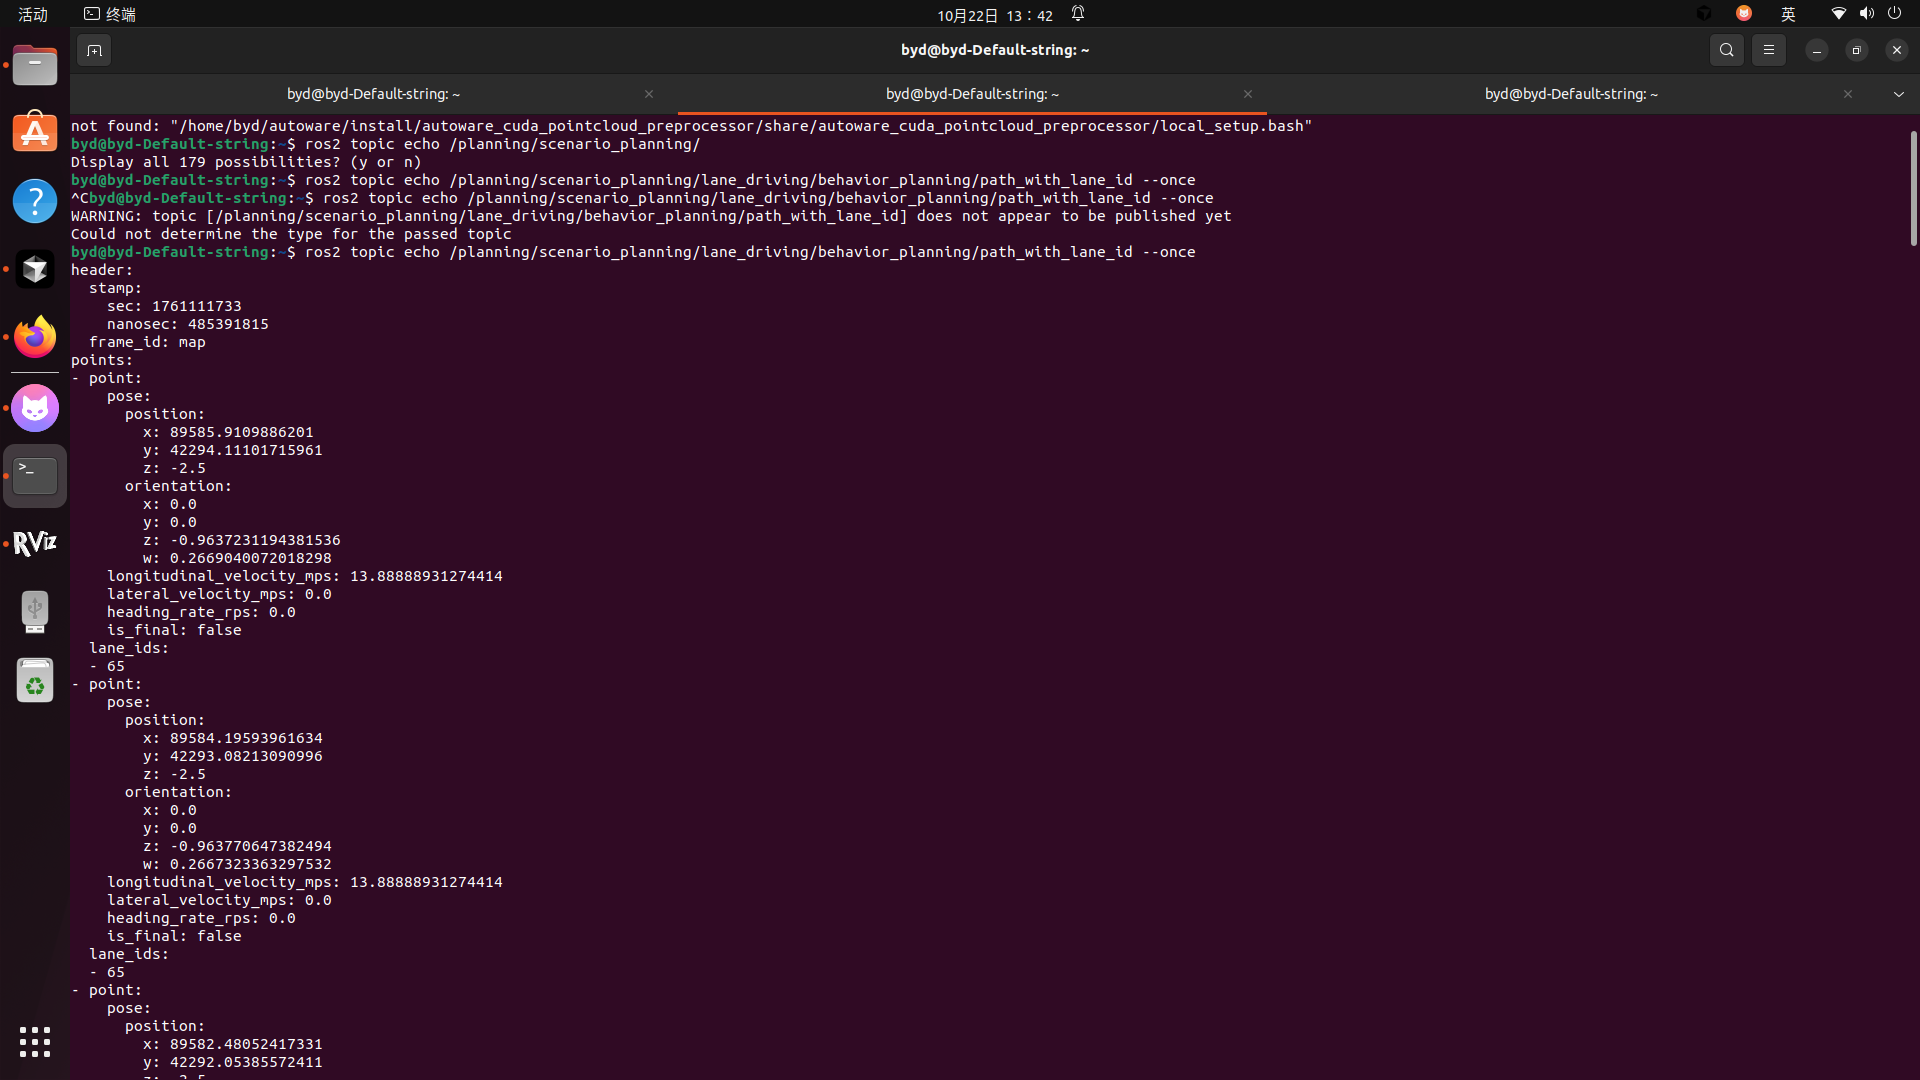 活动
终端
10月22日 13：42
英
byd@byd-Default-string: ~
byd@byd-Default-string: ~
byd@byd-Default-string: ~
byd@byd-Default-string: ~
not found: "/home/byd/autoware/install/autoware_cuda_pointcloud_preprocessor/share/autoware_cuda_pointcloud_preprocessor/local_setup.bash"
byd@byd-Default-string:~$ ros2 topic echo /planning/scenario_planning/
Display all 179 possibilities? (y or n)
byd@byd-Default-string:~$ ros2 topic echo /planning/scenario_planning/lane_driving/behavior_planning/path_with_lane_id --once
^Cbyd@byd-Default-string:~$ ros2 topic echo /planning/scenario_planning/lane_driving/behavior_planning/path_with_lane_id --once
WARNING: topic [/planning/scenario_planning/lane_driving/behavior_planning/path_with_lane_id] does not appear to be published yet
Could not determine the type for the passed topic
byd@byd-Default-string:~$ ros2 topic echo /planning/scenario_planning/lane_driving/behavior_planning/path_with_lane_id --once
header:
  stamp:
    sec: 1761111733
    nanosec: 485391815
  frame_id: map
points:
- point:
    pose:
      position:
        x: 89585.9109886201
        y: 42294.11101715961
        z: -2.5
      orientation:
        x: 0.0
        y: 0.0
        z: -0.9637231194381536
        w: 0.2669040072018298
    longitudinal_velocity_mps: 13.88888931274414
    lateral_velocity_mps: 0.0
    heading_rate_rps: 0.0
    is_final: false
  lane_ids:
  - 65
- point:
    pose:
      position:
        x: 89584.19593961634
        y: 42293.08213090996
        z: -2.5
      orientation:
        x: 0.0
        y: 0.0
        z: -0.963770647382494
        w: 0.2667323363297532
    longitudinal_velocity_mps: 13.88888931274414
    lateral_velocity_mps: 0.0
    heading_rate_rps: 0.0
    is_final: false
  lane_ids:
  - 65
- point:
    pose:
      position:
        x: 89582.48052417331
        y: 42292.05385572411
        z: -2.5
RViz